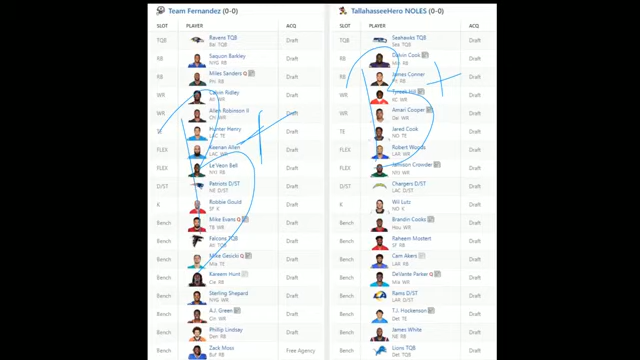 Team Fernandez (0-0)
SLOT PLAYER ACQ
TQB Ravens TQB Draft
Bal TQB
RB Saquon Barkley Draft
NYG RB
RB Miles Sanders Q Draft
Phi RB
WR Calvin Ridley Draft
Atl WR
WR Allen Robinson II Draft
Chi WR
TE Hunter Henry Draft
LAC TE
FLEX Keenan Allen Draft
LAC WR
FLEX Le'Veon Bell Draft
NYJ RB
D/ST Patriots D/ST Draft
NE D/ST
K Robbie Gould Draft
SF K
Bench Mike Evans Q Draft
TB WR
Bench Falcons TQB Draft
Atl TQB
Bench Mike Gesicki Q Draft
Mia TE
Bench Kareem Hunt Draft
Cle RB
Bench Sterling Shepard Draft
NYG WR
Bench A.J. Green Draft
Cin WR
Bench Phillip Lindsay Draft
Den RB
Bench Zack Moss Free Agency
Buf RB
TallahasseeHero NOLES (0-0)
SLOT PLAYER ACQ
TQB Seahawks TQB Draft
Sea TQB
RB Dalvin Cook Draft
Min RB
RB James Conner Draft
Pit RB
WR Tyreek Hill Draft
KC WR
WR Amari Cooper Draft
Dal WR
TE Jared Cook Draft
NO TE
FLEX Robert Woods Draft
LAR WR
FLEX Jamison Crowder Draft
NYJ WR
D/ST Chargers D/ST Draft
LAC D/ST
K Wil Lutz Draft
NO K
Bench Brandin Cooks Draft
Hou WR
Bench Raheem Mostert Draft
SF RB
Bench Cam Akers Draft
LAR RB
Bench DeVante Parker Draft
Mia WR
Bench Rams D/ST Draft
LAR D/ST
Bench T.J. Hockenson Draft
Det TE
Bench James White Draft
NE RB
Bench Lions TQB Draft
Det TQB